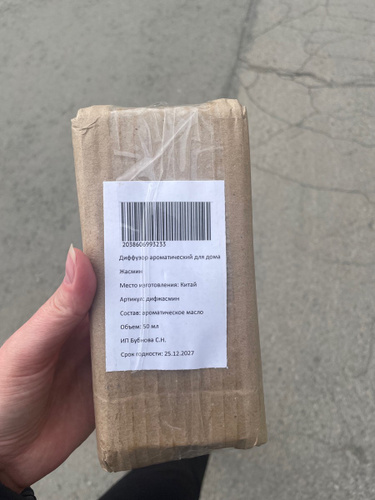 2038606993233
Диффузор ароматический для дома
Жасмин
Место изготовления: Китай
Артикул: дифжасмин
Состав: ароматическое масло
Объем: 50 мл
ИП Бубнова С.Н.
Срок годности: 25.12.2027